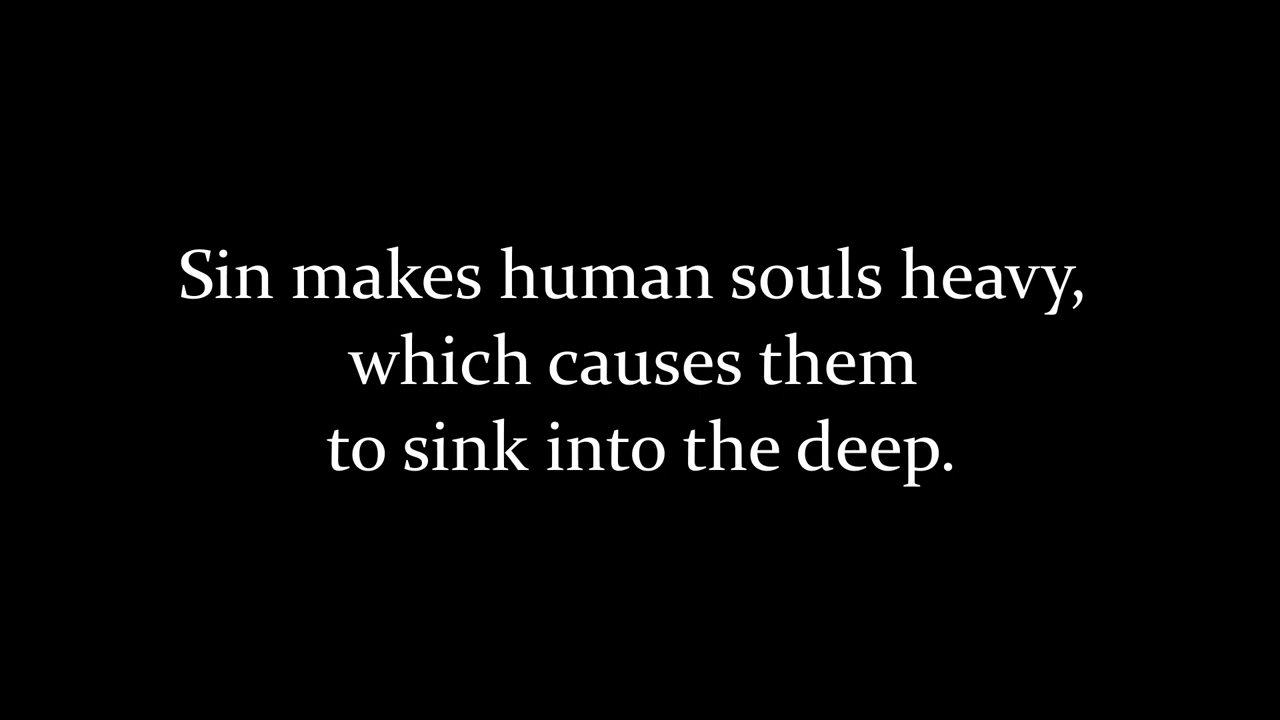 Sin makes human souls heavy,
which causes them
to sink into the deep.